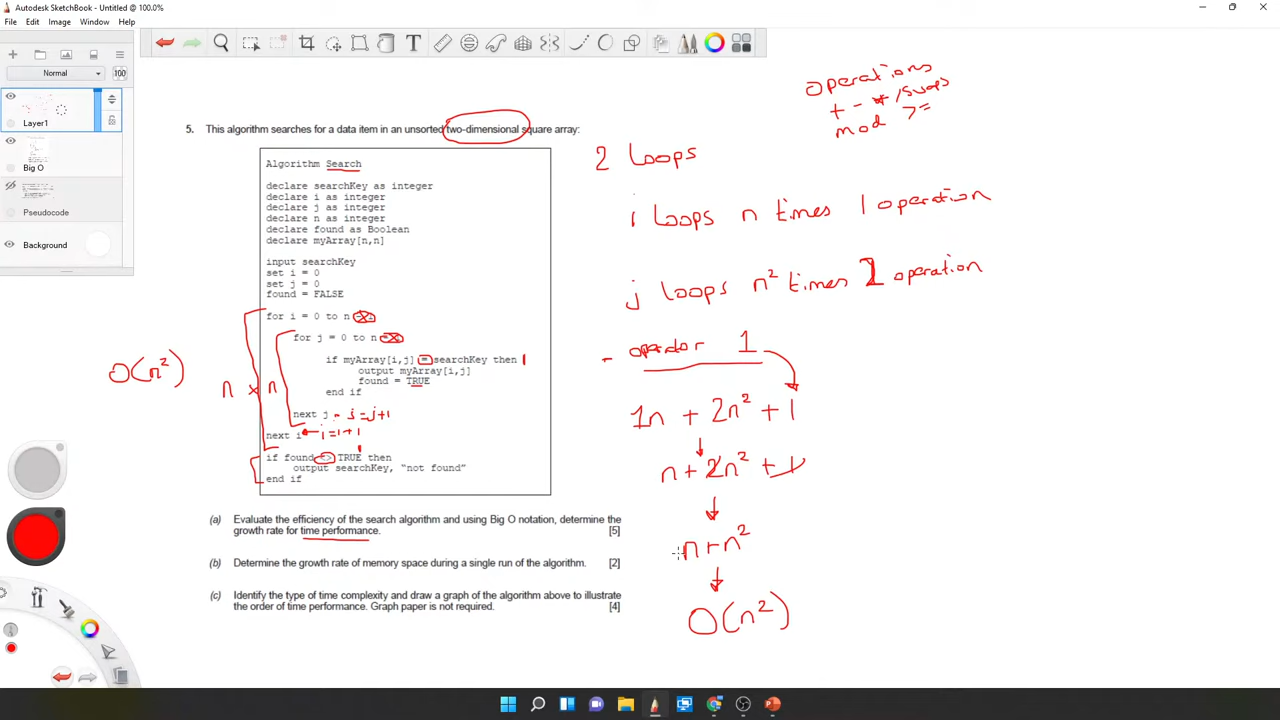 Autodesk SketchBook - Untitled @ 100.0%
File Edit Image Window Help
Normal
100
Layer1
Big O
Pseudocode
Background
operations
+ - * / swaps
mod >=
5. This algorithm searches for a data item in an unsorted two-dimensional square array:
Algorithm Search
declare searchKey as integer
declare i as integer
declare j as integer
declare n as integer
declare found as Boolean
declare myArray[n,n]
input searchKey
set i = 0
set j = 0
found = FALSE
for i = 0 to n
for j = 0 to n
if myArray[i,j] = searchKey then 1
output myArray[i,j]
found = TRUE
end if
next j - j=j+1
next i i=i+1
1
if found <> TRUE then
output searchKey, "not found"
end if
O(n²)
n x n
(a) Evaluate the efficiency of the search algorithm and using Big O notation, determine the
growth rate for time performance. [5]
(b) Determine the growth rate of memory space during a single run of the algorithm. [2]
(c) Identify the type of time complexity and draw a graph of the algorithm above to illustrate
the order of time performance. Graph paper is not required. [4]
2 loops
i loops n times 1 operation
j loops n² times 2 operation
- operator 1
1n + 2n² + 1
n + 2n² + 1
n + n²
O(n²)